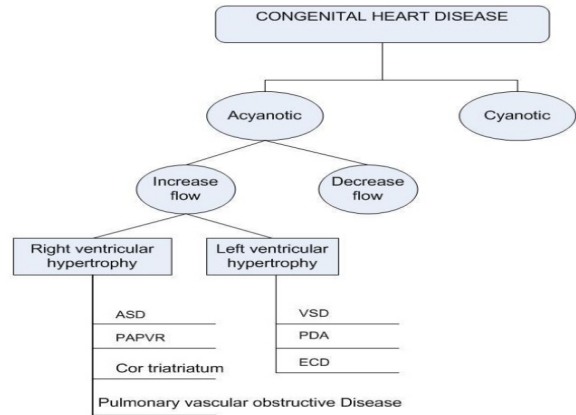 CONGENITAL HEART DISEASE
Acyanotic
Cyanotic
Increase
flow
Decrease
flow
Right ventricular
hypertrophy
Left ventricular
hypertrophy
ASD
PAPVR
Cor triatriatum
Pulmonary vascular obstructive Disease
VSD
PDA
ECD